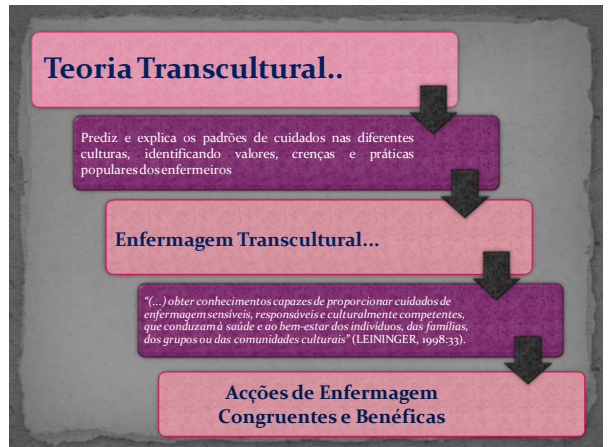 Teoria Transcultural..
Prediz e explica os padrões de cuidados nas diferentes
culturas, identificando valores, crenças e práticas
populares dos enfermeiros
Enfermagem Transcultural...
“(...) obter conhecimentos capazes de proporcionar cuidados de
enfermagem sensíveis, responsáveis e culturalmente competentes,
que conduzam à saúde e ao bem-estar dos indivíduos, das famílias,
dos grupos ou das comunidades culturais” (LEININGER, 1998:33).
Acções de Enfermagem
Congruentes e Benéficas